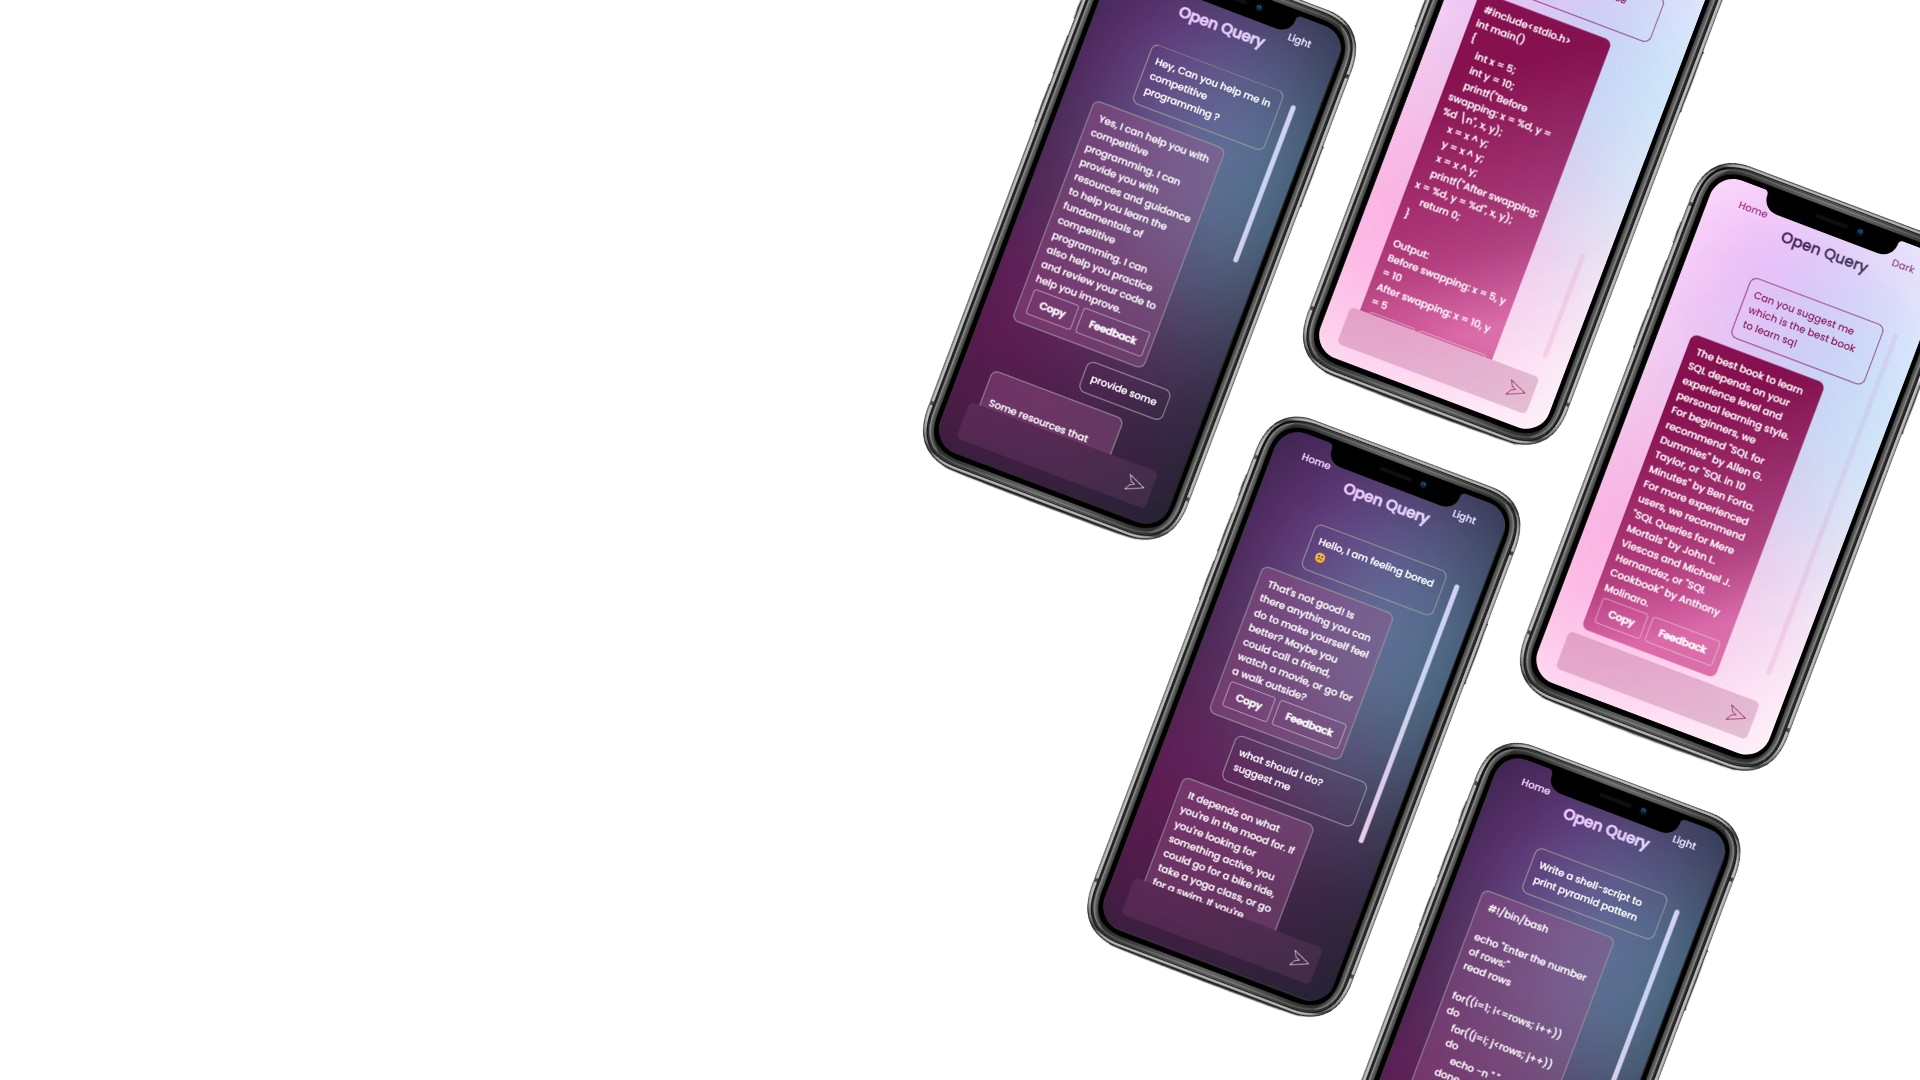 Open Query
Light
Hey, Can you help me in
competitive
programming ?
Yes, I can help you with
competitive
programming. I can
provide you with
resources and guidance
to help you learn the
fundamentals of
competitive
programming. I can
also help you practice
and review your code to
help you improve.
Copy
Feedback
provide some
Some resources that
#include<stdio.h>
int main()
{
int x = 5;
int y = 10;
printf("Before
swapping: x = %d, y =
%d \n", x, y);
x = x ^ y;
y = x ^ y;
x = x ^ y;
printf("After swapping:
x = %d, y = %d", x, y);
return 0;
}
Output:
Before swapping: x = 5, y
= 10
After swapping: x = 10, y
= 5
Home
Open Query
Dark
Can you suggest me
which is the best book
to learn sql
The best book to learn
SQL depends on your
experience level and
personal learning style.
For beginners, we
recommend "SQL for
Dummies" by Allen G.
Taylor, or "SQL in 10
Minutes" by Ben Forta.
For more experienced
users, we recommend
"SQL Queries for Mere
Mortals" by John L.
Viescas and Michael J.
Hernandez, or "SQL
Cookbook" by Anthony
Molinaro.
Copy
Feedback
Home
Open Query
Light
Hello, I am feeling bored
That's not good! Is
there anything you can
do to make yourself feel
better? Maybe you
could call a friend,
watch a movie, or go for
a walk outside?
Copy
Feedback
what should I do?
suggest me
It depends on what
you're in the mood for. If
you're looking for
something active, you
could go for a bike ride,
take a yoga class, or go
for a swim. If you're
Home
Open Query
Light
Write a shell-script to
print pyramid pattern
#!/bin/bash
echo "Enter the number
of rows:"
read rows
for((i=1; i<=rows; i++))
do
for((j=i; j<rows; j++))
do
echo -n " "
done